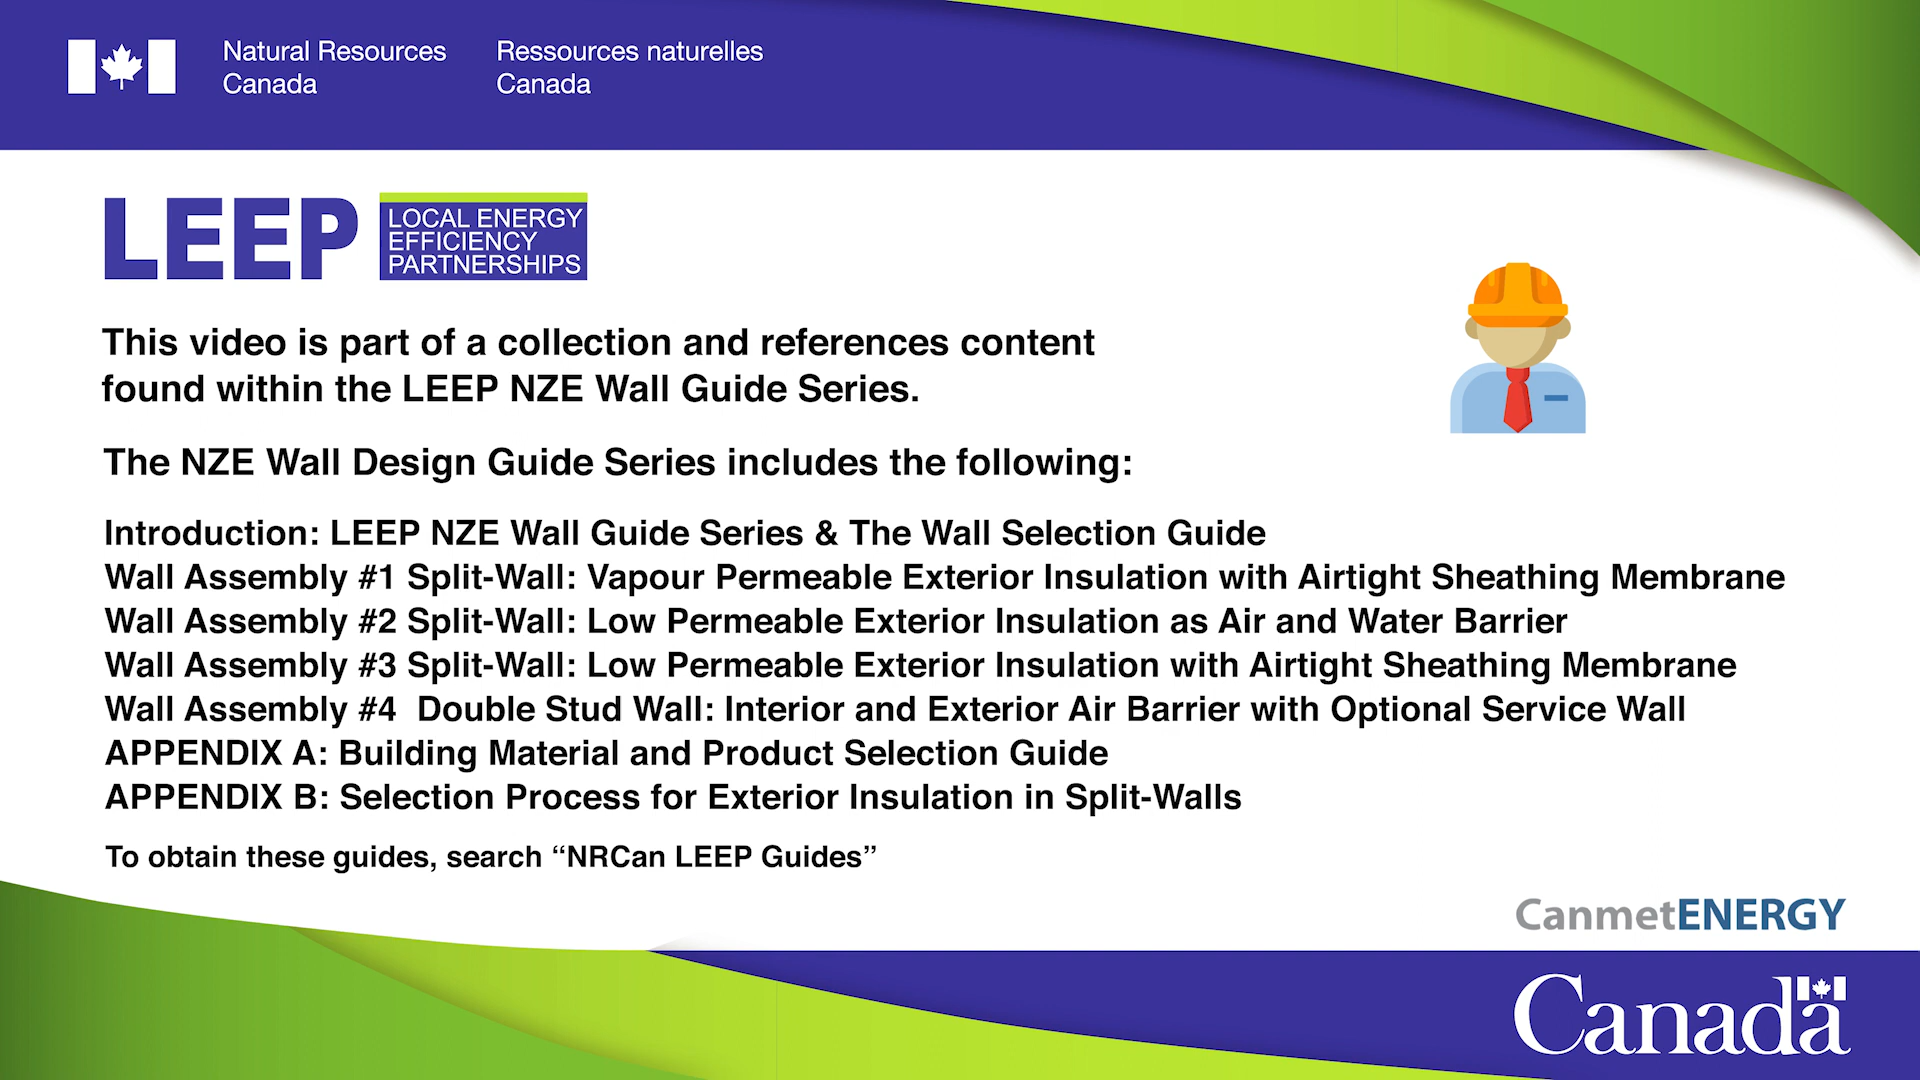 Natural Resources
Canada
Ressources naturelles
Canada
LEEP
LOCAL ENERGY
EFFICIENCY
PARTNERSHIPS
This video is part of a collection and references content
found within the LEEP NZE Wall Guide Series.
The NZE Wall Design Guide Series includes the following:
Introduction: LEEP NZE Wall Guide Series & The Wall Selection Guide
Wall Assembly #1 Split-Wall: Vapour Permeable Exterior Insulation with Airtight Sheathing Membrane
Wall Assembly #2 Split-Wall: Low Permeable Exterior Insulation as Air and Water Barrier
Wall Assembly #3 Split-Wall: Low Permeable Exterior Insulation with Airtight Sheathing Membrane
Wall Assembly #4  Double Stud Wall: Interior and Exterior Air Barrier with Optional Service Wall
APPENDIX A: Building Material and Product Selection Guide
APPENDIX B: Selection Process for Exterior Insulation in Split-Walls
To obtain these guides, search “NRCan LEEP Guides”
CanmetENERGY
Canada